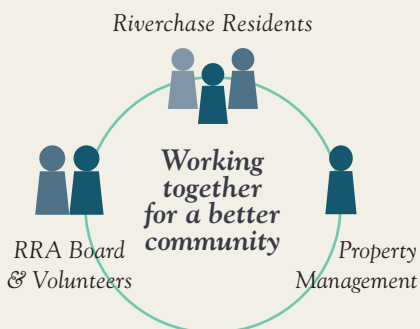 Riverchase Residents
Working
together
for a better
community
RRA Board
& Volunteers
Property
Management